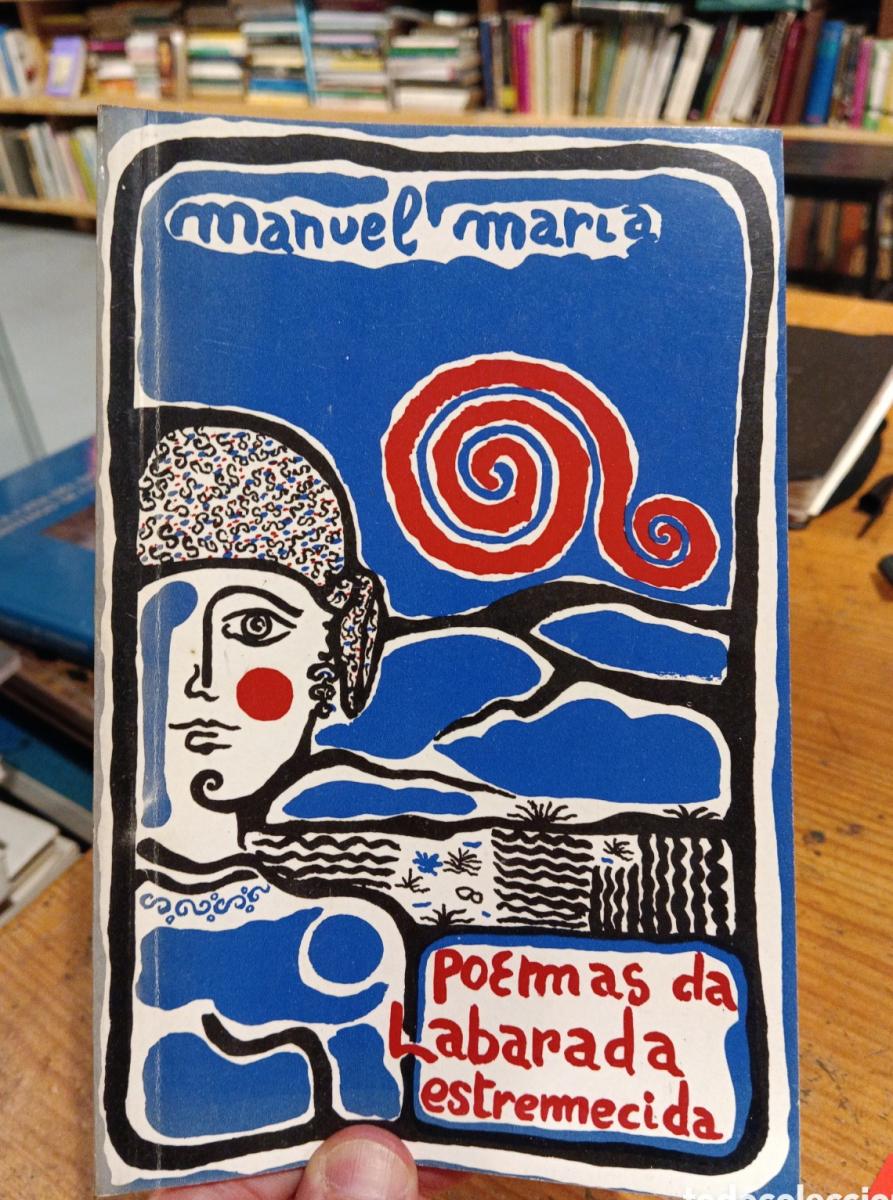 manuel maria
Poemas da
Labarada
estremecida